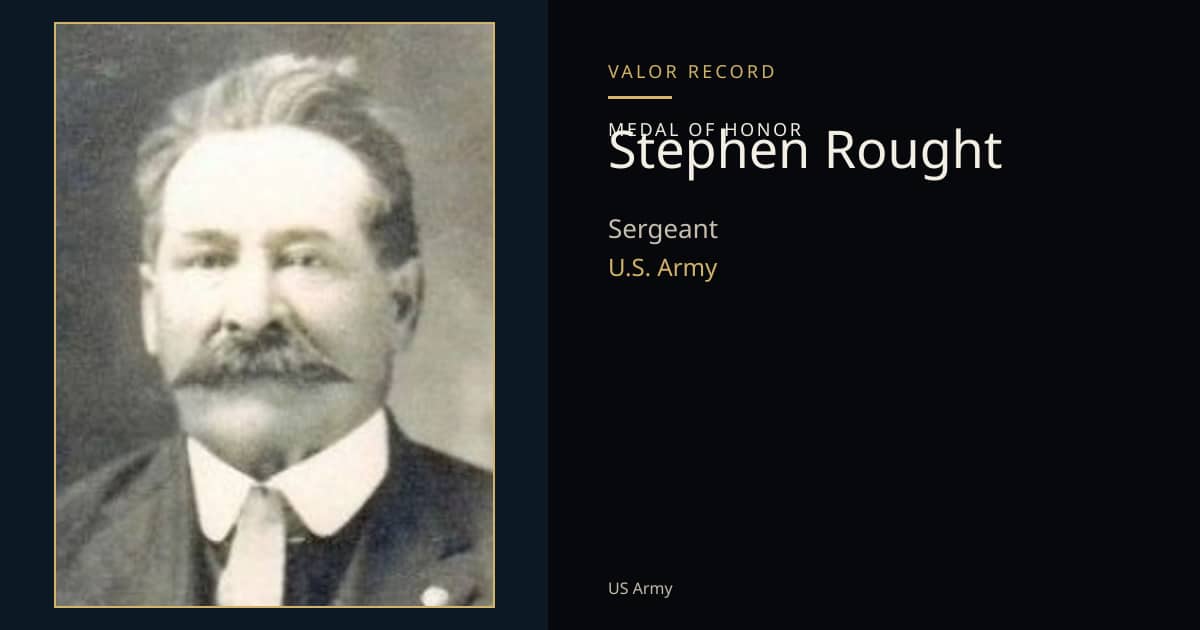 VALOR RECORD
MEDAL OF HONOR
Stephen Rought
Sergeant
U.S. Army
US Army